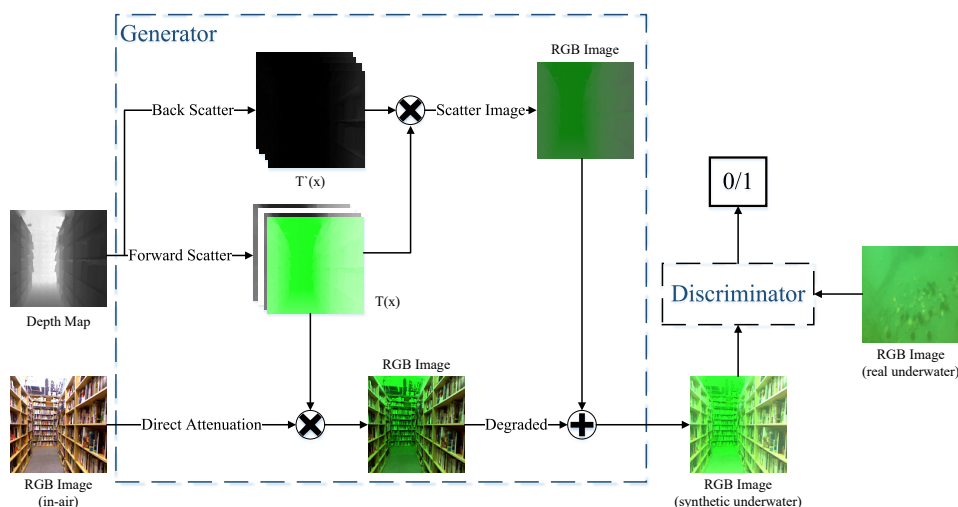 Generator
RGB Image
Back Scatter
Scatter Image
T`(x)
0/1
Forward Scatter
Discriminator
T(x)
Depth Map
RGB Image
(real underwater)
RGB Image
Direct Attenuation
Degraded
RGB Image
(in-air)
RGB Image
(synthetic underwater)